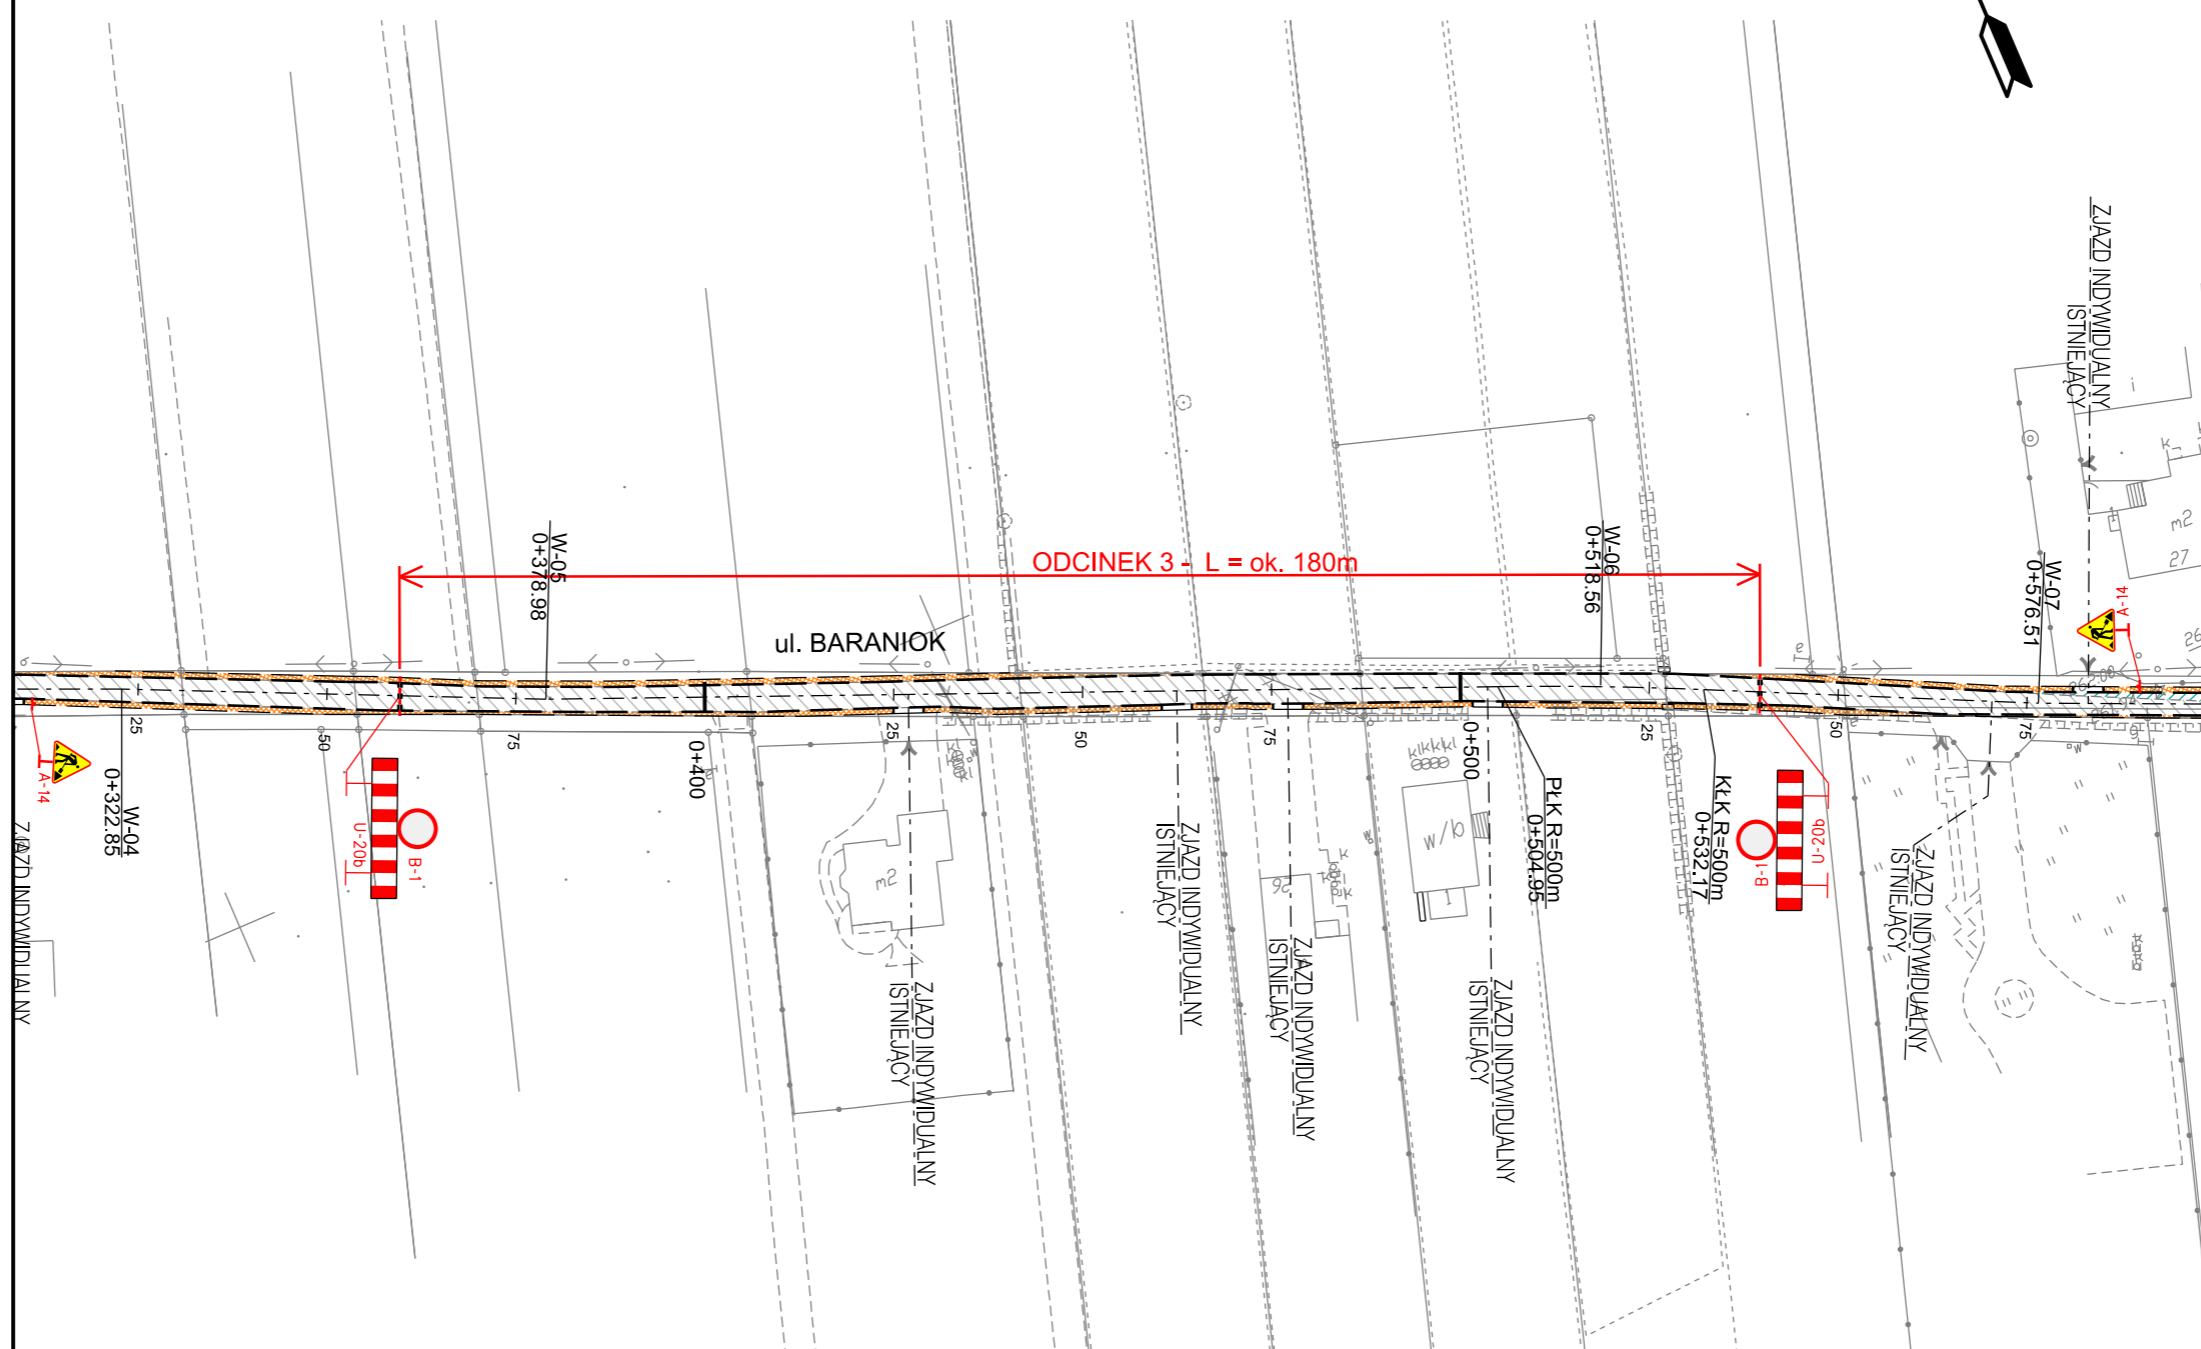 ODCINEK 3 - L = ok. 180m
ul. BARANIOK
W-05
0+378.98
W-06
0+518.56
W-07
0+576.51
ZJAZD INDYWIDUALNY
ISTNIEJĄCY
A-14
m2
27
i
25
50
75
0+400
25
50
75
0+500
25
50
75
A-14
W-04
0+322.85
ZJAZD INDYWIDUALNY
U-20b
B-1
m2
ZJAZD INDYWIDUALNY
ISTNIEJĄCY
ZJAZD INDYWIDUALNY
ISTNIEJĄCY
ZJAZD INDYWIDUALNY
ISTNIEJĄCY
w/b
ZJAZD INDYWIDUALNY
ISTNIEJĄCY
PŁK R=500m
0+504.95
KŁK R=500m
0+532.17
B-1
U-20b
ZJAZD INDYWIDUALNY
ISTNIEJĄCY